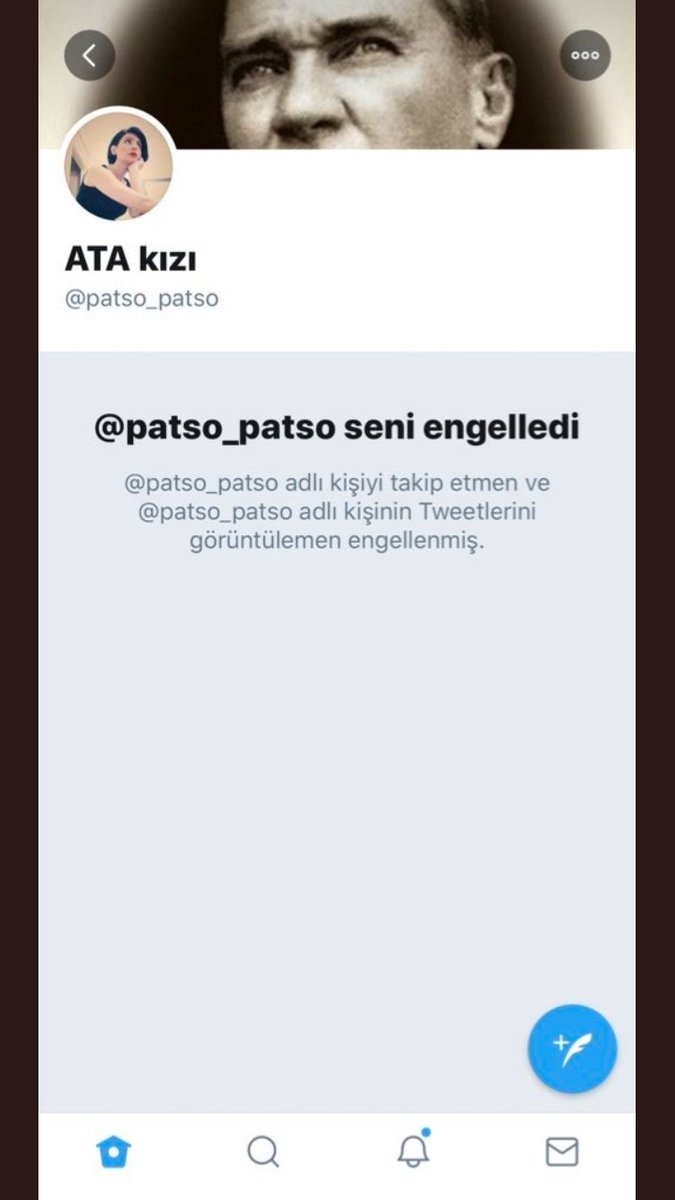 ATA kızı
@patso_patso
@patso_patso seni engelledi
@patso_patso adlı kişiyi takip etmen ve
@patso_patso adlı kişinin Tweetlerini
görüntülemen engellenmiş.